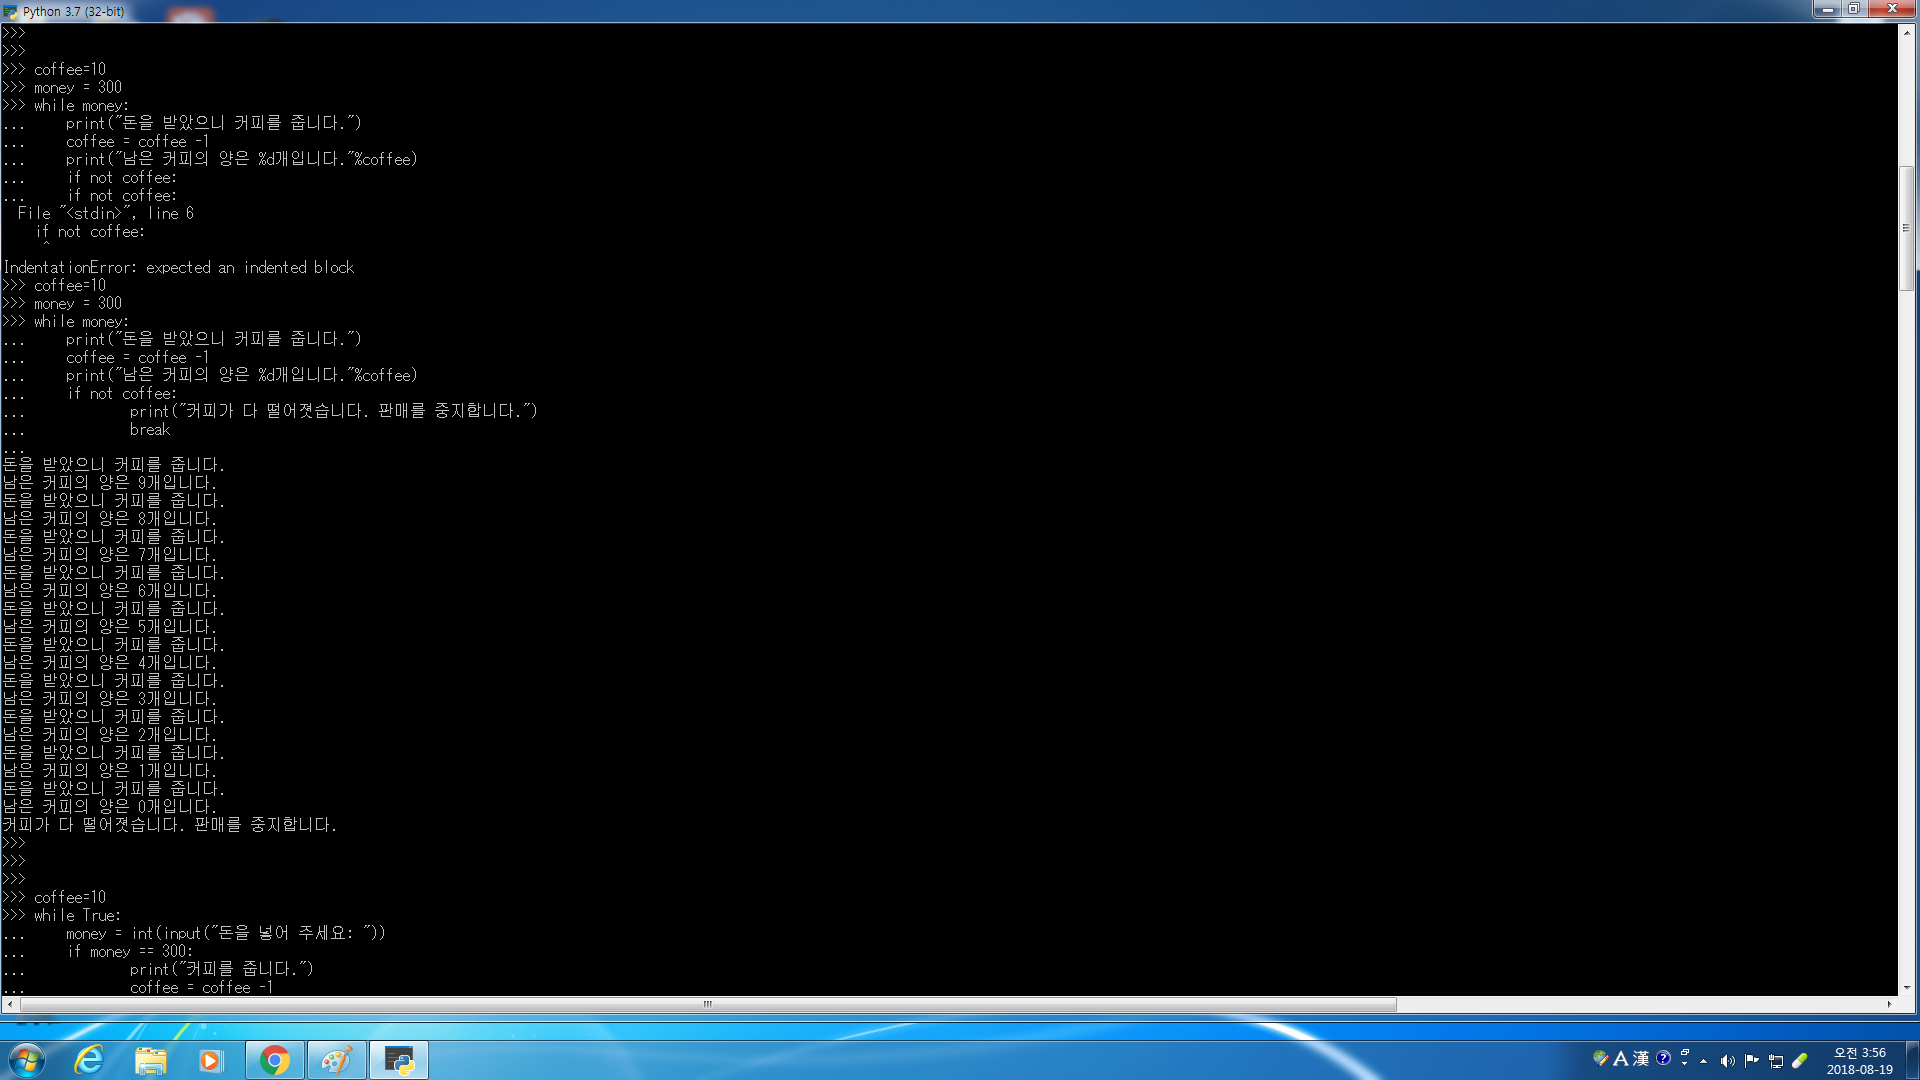 Python 3.7 (32-bit)
>>>
>>>
>>> coffee=10
>>> money = 300
>>> while money:
...     print("돈을 받았으니 커피를 줍니다.")
...     coffee = coffee -1
...     print("남은 커피의 양은 %d개입니다."%coffee)
...     if not coffee:
...     if not coffee:
  File "<stdin>", line 6
    if not coffee:
     ^
IndentationError: expected an indented block
>>> coffee=10
>>> money = 300
>>> while money:
...     print("돈을 받았으니 커피를 줍니다.")
...     coffee = coffee -1
...     print("남은 커피의 양은 %d개입니다."%coffee)
...     if not coffee:
...             print("커피가 다 떨어졋습니다. 판매를 중지합니다.")
...             break
...
돈을 받았으니 커피를 줍니다.
남은 커피의 양은 9개입니다.
돈을 받았으니 커피를 줍니다.
남은 커피의 양은 8개입니다.
돈을 받았으니 커피를 줍니다.
남은 커피의 양은 7개입니다.
돈을 받았으니 커피를 줍니다.
남은 커피의 양은 6개입니다.
돈을 받았으니 커피를 줍니다.
남은 커피의 양은 5개입니다.
돈을 받았으니 커피를 줍니다.
남은 커피의 양은 4개입니다.
돈을 받았으니 커피를 줍니다.
남은 커피의 양은 3개입니다.
돈을 받았으니 커피를 줍니다.
남은 커피의 양은 2개입니다.
돈을 받았으니 커피를 줍니다.
남은 커피의 양은 1개입니다.
돈을 받았으니 커피를 줍니다.
남은 커피의 양은 0개입니다.
커피가 다 떨어졋습니다. 판매를 중지합니다.
>>>
>>>
>>>
>>> coffee=10
>>> while True:
...     money = int(input("돈을 넣어 주세요: "))
...     if money == 300:
...             print("커피를 줍니다.")
...             coffee = coffee -1
A 漢
오전 3:56
2018-08-19